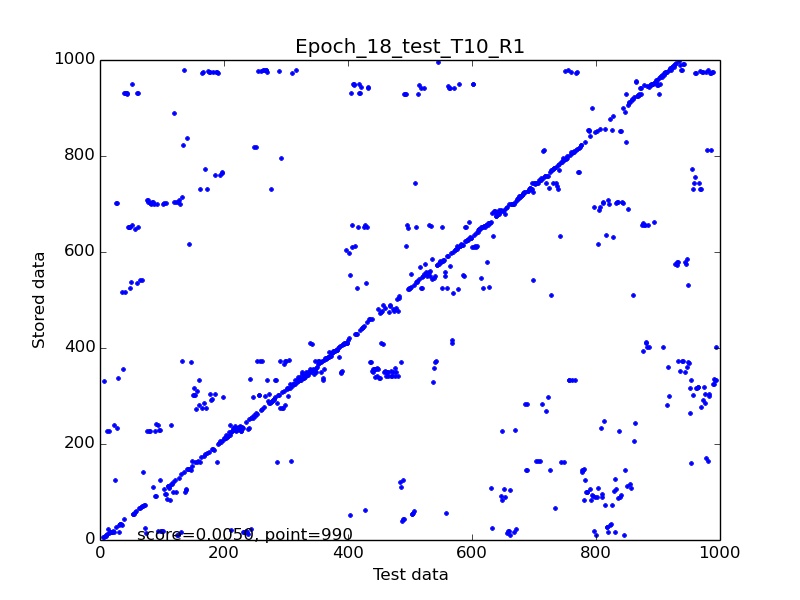 Epoch_18_test_T10_R1
1000
800
600
400
200
0
Stored data
score=0.0050, point=990
0 200 400 600 800 1000
Test data